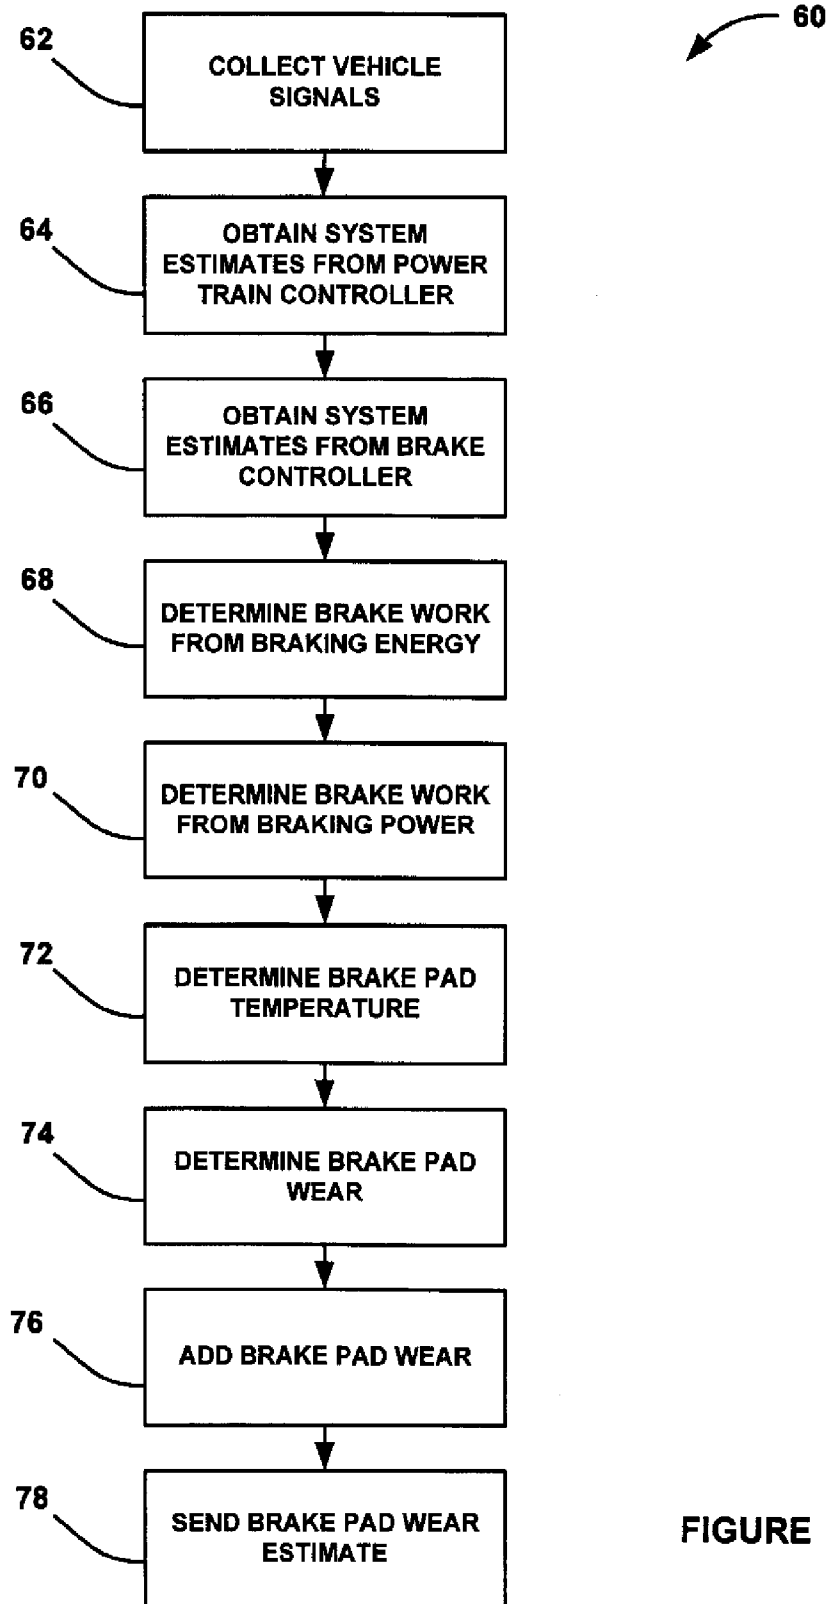 60
62
COLLECT VEHICLE
SIGNALS
64
OBTAIN SYSTEM
ESTIMATES FROM POWER
TRAIN CONTROLLER
66
OBTAIN SYSTEM
ESTIMATES FROM BRAKE
CONTROLLER
68
DETERMINE BRAKE WORK
FROM BRAKING ENERGY
70
DETERMINE BRAKE WORK
FROM BRAKING POWER
72
DETERMINE BRAKE PAD
TEMPERATURE
74
DETERMINE BRAKE PAD
WEAR
76
ADD BRAKE PAD WEAR
78
SEND BRAKE PAD WEAR
ESTIMATE
FIGURE